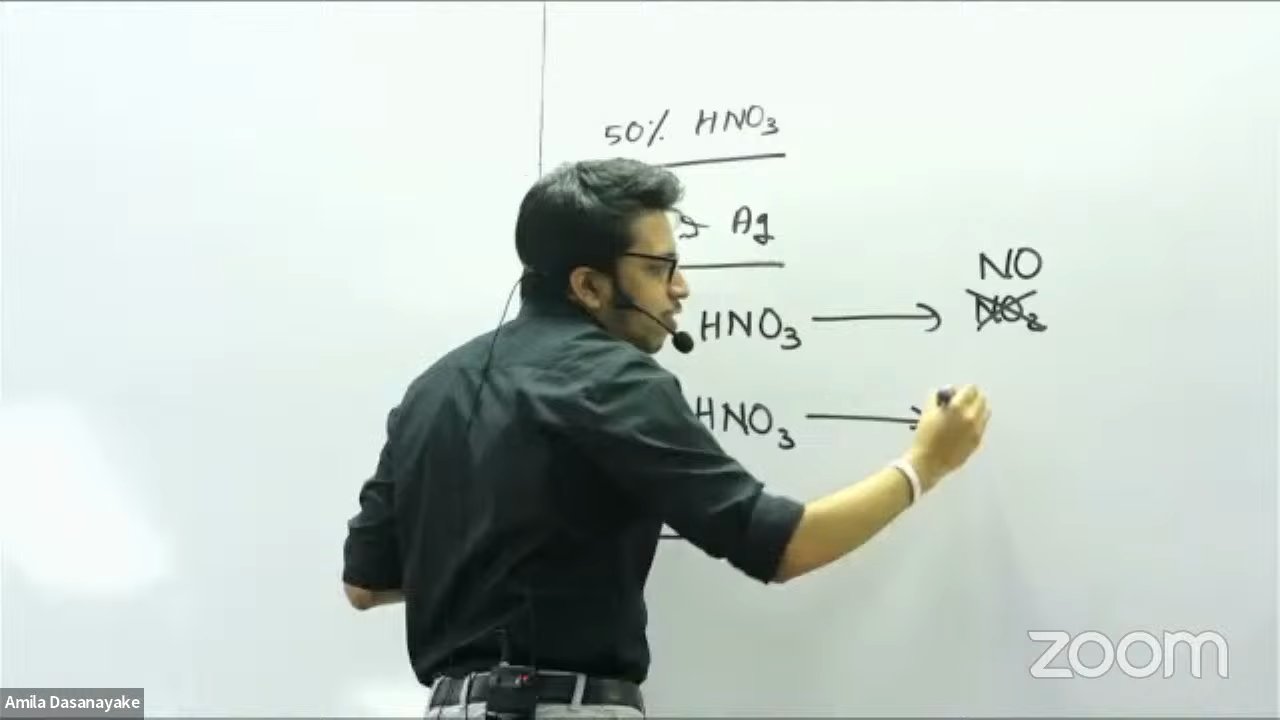 50% HNO₃
Ag
NO
HNO₃ ⟶ NO₂
HNO₃ ⟶
zoom
Amila Dasanayake